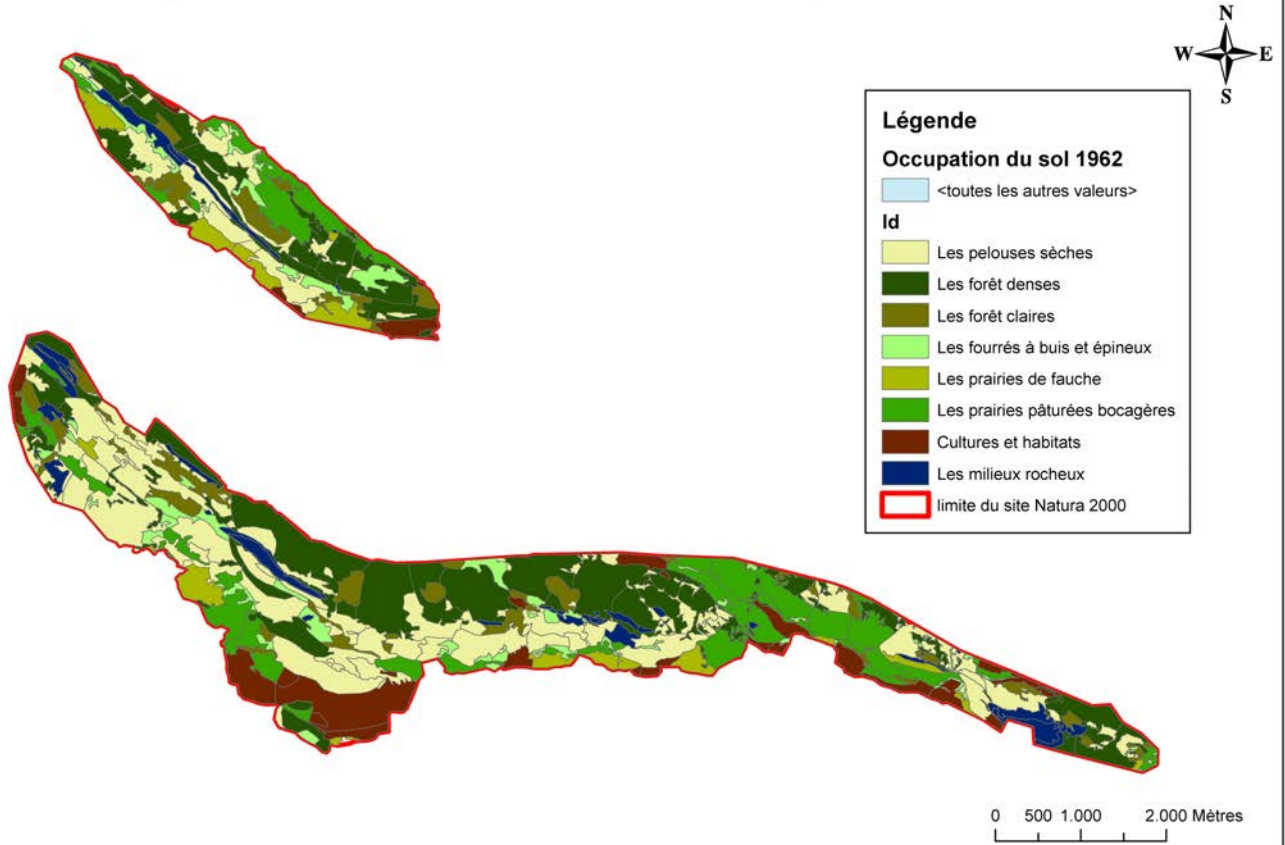 N
W E
S
Légende
Occupation du sol 1962
<toutes les autres valeurs>
Id
Les pelouses sèches
Les forêt denses
Les forêt claires
Les fourrés à buis et épineux
Les prairies de fauche
Les prairies pâturées bocagères
Cultures et habitats
Les milieux rocheux
limite du site Natura 2000
0 500 1.000 2.000 Mètres